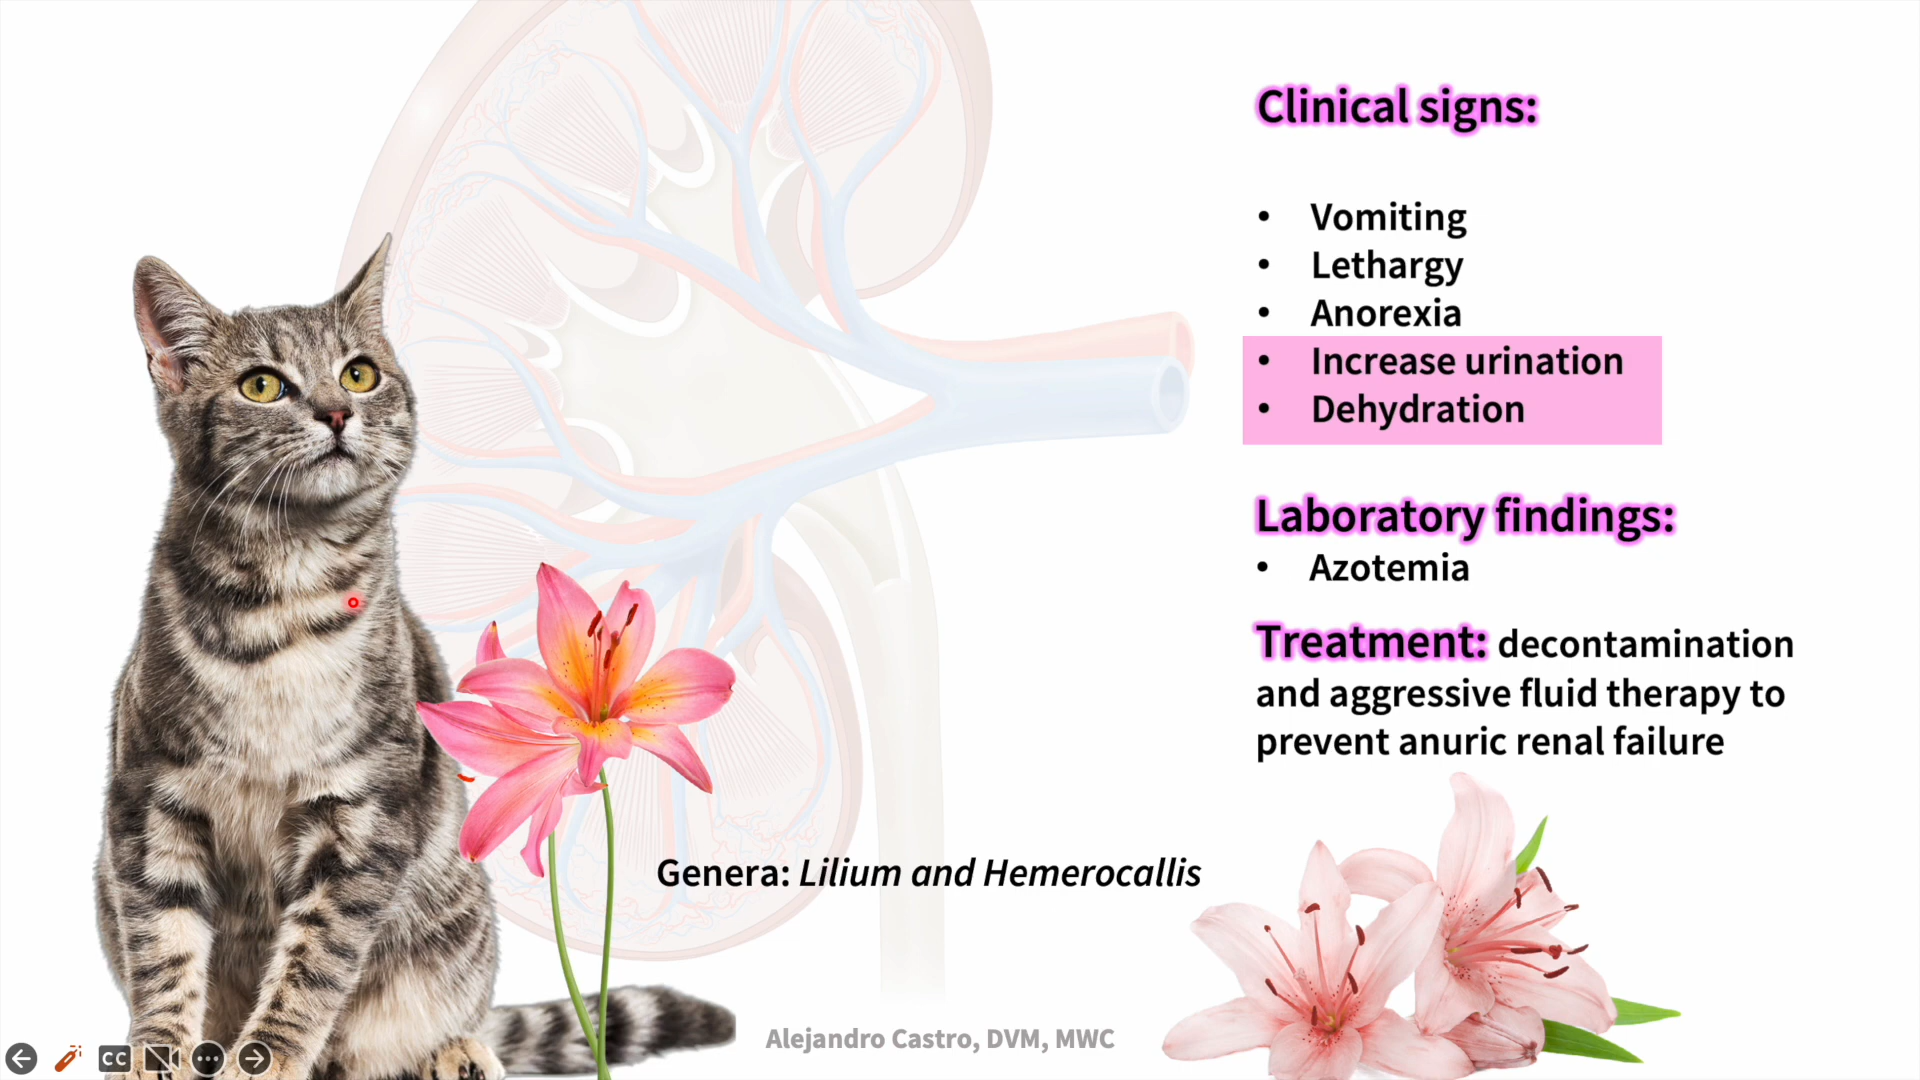 Clinical signs:
• Vomiting
• Lethargy
• Anorexia
• Increase urination
• Dehydration
Laboratory findings:
• Azotemia
Treatment: decontamination
and aggressive fluid therapy to
prevent anuric renal failure
Genera: Lilium and Hemerocallis
Alejandro Castro, DVM, MWC
CC